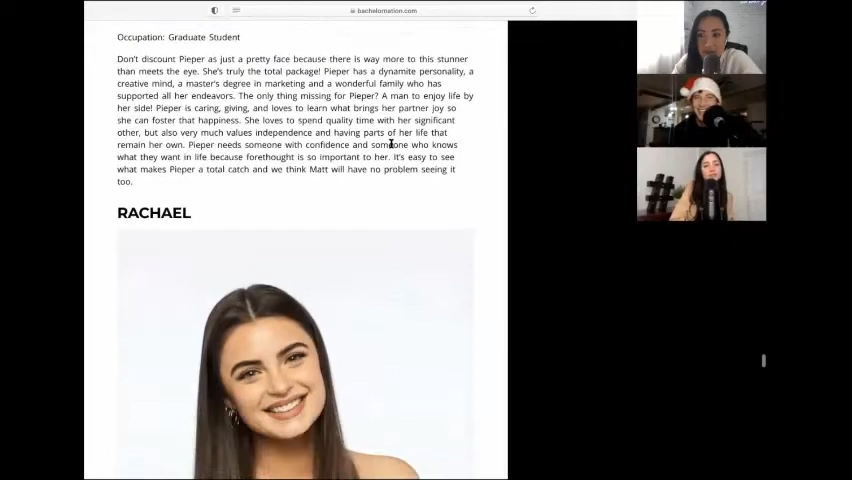 bachelornation.com
Occupation: Graduate Student
Don't discount Pieper as just a pretty face because there is way more to this stunner
than meets the eye. She's truly the total package! Pieper has a dynamite personality, a
creative mind, a master's degree in marketing and a wonderful family who has
supported all her endeavors. The only thing missing for Pieper? A man to enjoy life by
her side! Pieper is caring, giving, and loves to learn what brings her partner joy so
she can foster that happiness. She loves to spend quality time with her significant
other, but also very much values independence and having parts of her life that
remain her own. Pieper needs someone with confidence and someone who knows
what they want in life because forethought is so important to her. It's easy to see
what makes Pieper a total catch and we think Matt will have no problem seeing it
too.
RACHAEL